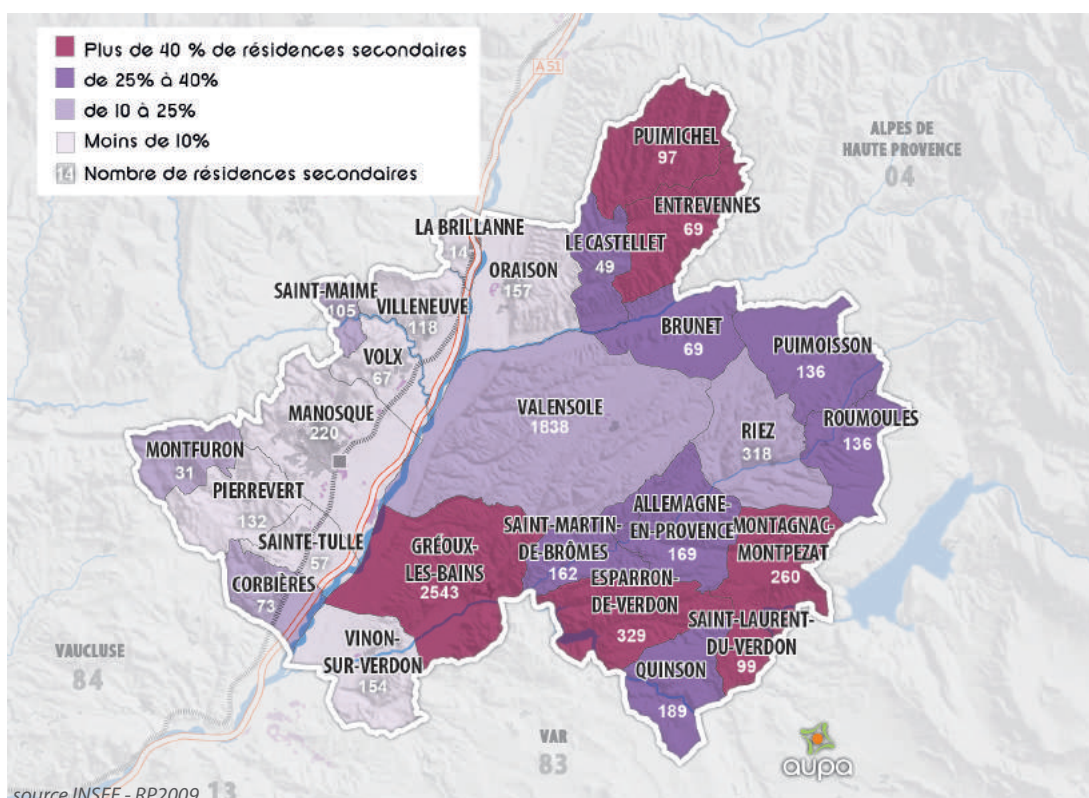 Plus de 40 % de résidences secondaires
de 25% à 40%
de 10 à 25%
Moins de 10%
14 Nombre de résidences secondaires
A 51
ALPES DE
HAUTE PROVENCE
04
PUIMICHEL
97
ENTREVENNES
69
LA BRILLANNE
14
LE CASTELLET
49
ORAISON
157
SAINT-MAIME
105
VILLENEUVE
118
VOLX
67
BRUNET
69
PUIMOISSON
136
MANOSQUE
220
VALENSOLE
1838
RIEZ
318
ROUMOULES
136
MONTFURON
31
PIERREVERT
132
SAINTE-TULLE
57
CORBIÈRES
73
GRÉOUX-
LES-BAINS
2543
SAINT-MARTIN-
DE-BRÔMES
162
ALLEMAGNE-
EN-PROVENCE
169
MONTAGNAC-
MONTPEZAT
260
ESPARRON-
DE-VERDON
329
SAINT-LAURENT-
DU-VERDON
99
VINON-
SUR-VERDON
154
QUINSON
189
VAUCLUSE
84
VAR
83
aupa
source INSEE - RP2009
13